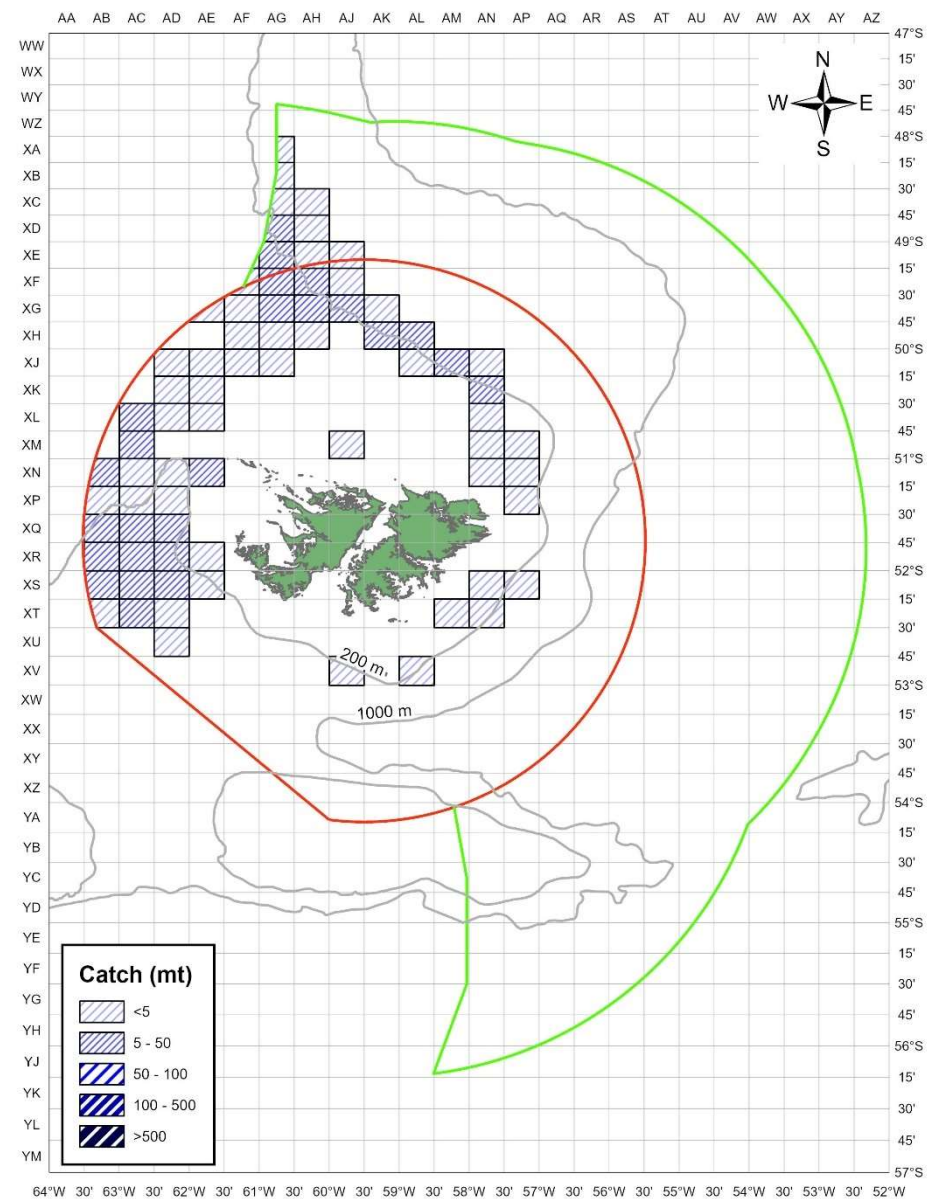 AA AB AC AD AE AF AG AH AJ AK AL AM AN AP AQ AR AS AT AU AV AW AX AY AZ
WW 47°S
WX 15'
WY 30'
WZ 45'
XA 48°S
XB 15'
XC 30'
XD 45'
XE 49°S
XF 15'
XG 30'
XH 45'
XJ 50°S
XK 15'
XL 30'
XM 45'
XN 51°S
XP 15'
XQ 30'
XR 45'
XS 52°S
XT 15'
XU 30'
XV 45'
XW 53°S
XX 15'
XY 30'
XZ 45'
YA 54°S
YB 15'
YC 30'
YD 45'
YE 55°S
YF 15'
YG 30'
YH 45'
YJ 56°S
YK 15'
YL 30'
YM 45'
57°S
N
W E
S
200 m
1000 m
Catch (mt)
<5
5 - 50
50 - 100
100 - 500
>500
64°W 30' 63°W 30' 62°W 30' 61°W 30' 60°W 30' 59°W 30' 58°W 30' 57°W 30' 56°W 30' 55°W 30' 54°W 30' 53°W 30' 52°W